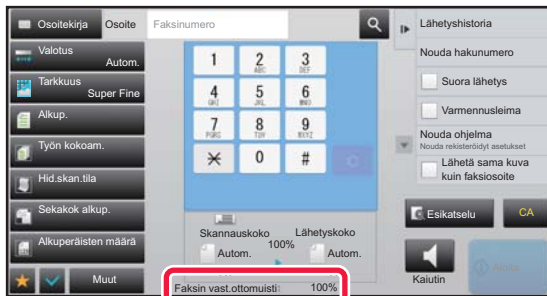 Osoitekirja
Osoite
Faksinumero
Valotus
Autom.
Tarkkuus
Super Fine
Alkup.
Työn kokoam.
Hid.skan.tila
Sekakok alkup.
Alkuperäisten määrä
Muut
1
2
ABC
3
DEF
4
GHI
5
JKL
6
MNO
7
PQRS
8
TUV
9
WXYZ
0
#
C
Skannauskoko
Lähetyskoko
100%
Autom.
Autom.
Faksin vast.ottomuisti: 100%
Lähetyshistoria
Nouda hakunumero
Suora lähetys
Varmennusleima
Nouda ohjelma
Nouda rekisteröidyt asetukset
Lähetä sama kuva
kuin faksiosoite
Esikatselu
CA
Kaiutin
Aloita